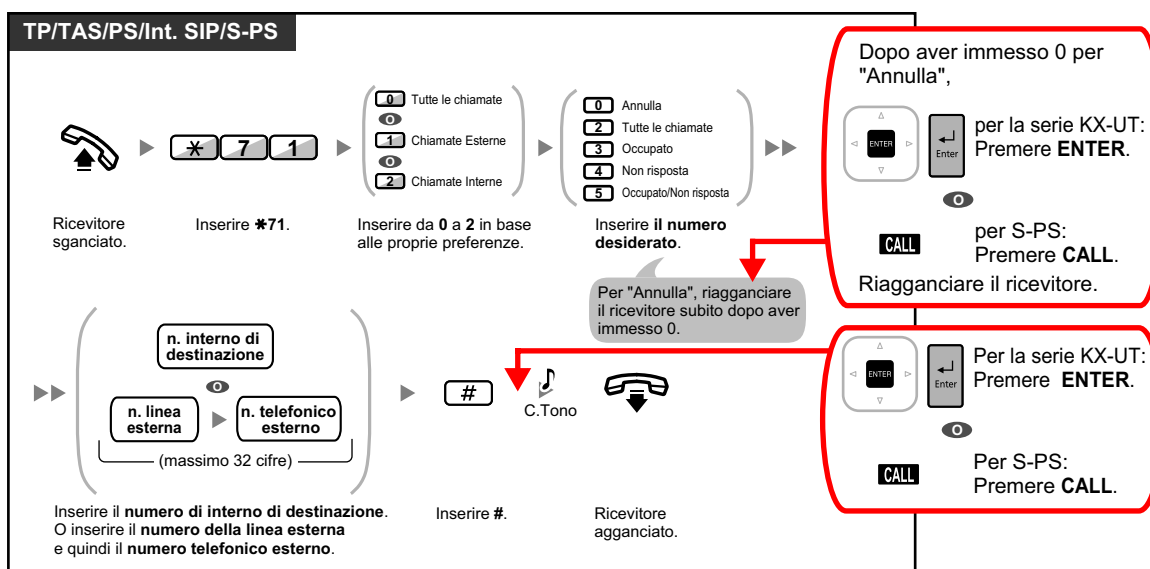 TP/TAS/PS/Int. SIP/S-PS
Ricevitore
sganciato.
* 7 1
Inserire *71.
0 Tutte le chiamate
O
1 Chiamate Esterne
O
2 Chiamate Interne
Inserire da 0 a 2 in base
alle proprie preferenze.
0 Annulla
2 Tutte le chiamate
3 Occupato
4 Non risposta
5 Occupato/Non risposta
Inserire il numero
desiderato.
Per "Annulla", riagganciare
il ricevitore subito dopo aver
immesso 0.
Dopo aver immesso 0 per
"Annulla",
ENTER
Enter
per la serie KX-UT:
Premere ENTER.
O
CALL
per S-PS:
Premere CALL.
Riagganciare il ricevitore.
n. interno di
destinazione
O
n. linea
esterna
n. telefonico
esterno
(massimo 32 cifre)
Inserire il numero di interno di destinazione.
O inserire il numero della linea esterna
e quindi il numero telefonico esterno.
#
Inserire #.
C.Tono
Ricevitore
agganciato.
ENTER
Enter
Per la serie KX-UT:
Premere ENTER.
O
CALL
Per S-PS:
Premere CALL.